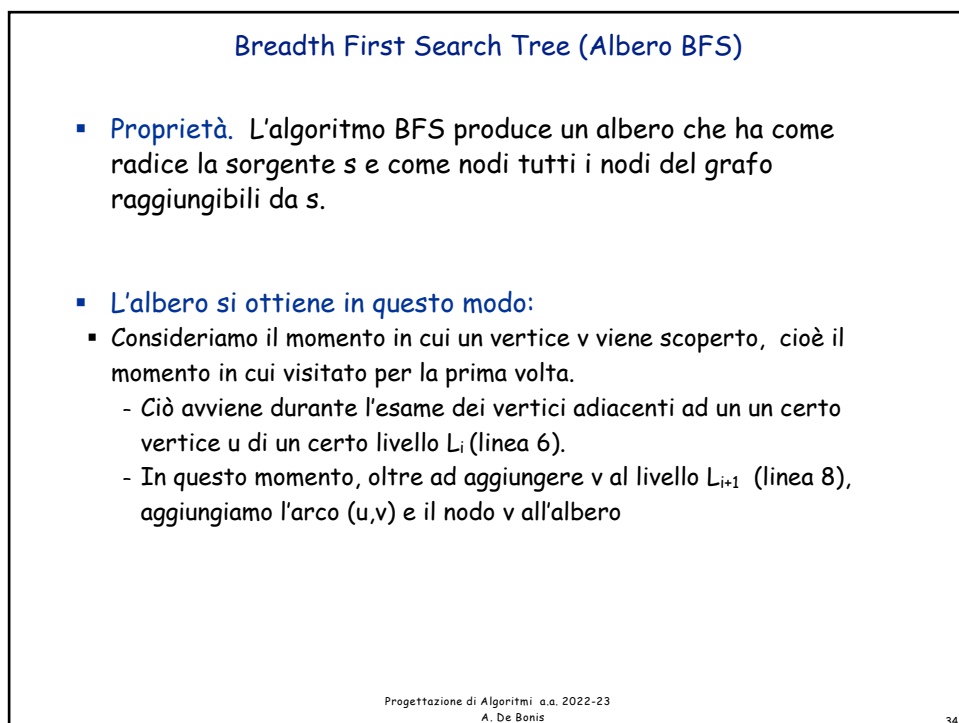 Breadth First Search Tree (Albero BFS)
▪ Proprietà. L'algoritmo BFS produce un albero che ha come
radice la sorgente s e come nodi tutti i nodi del grafo
raggiungibili da s.
▪ L'albero si ottiene in questo modo:
▪ Consideriamo il momento in cui un vertice v viene scoperto, cioè il
momento in cui visitato per la prima volta.
- Ciò avviene durante l'esame dei vertici adiacenti ad un un certo
vertice u di un certo livello Li (linea 6).
- In questo momento, oltre ad aggiungere v al livello Li+1 (linea 8),
aggiungiamo l'arco (u,v) e il nodo v all'albero
Progettazione di Algoritmi a.a. 2022-23
A. De Bonis
34